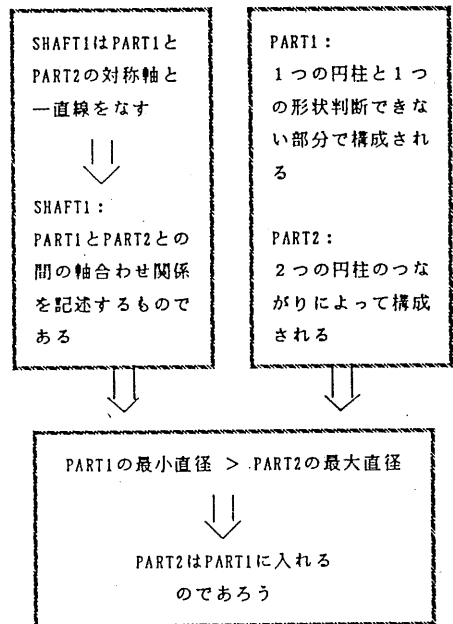 SHAFT1はPART1と
PART2の対称軸と
一直線をなす
SHAFT1：
PART1とPART2との
間の軸合わせ関係
を記述するもので
ある
PART1：
１つの円柱と１つ
の形状判断できな
い部分で構成され
る
PART2：
２つの円柱のつな
がりによって構成
される
PART1の最小直径 > PART2の最大直径
PART2はPART1に入れる
のであろう